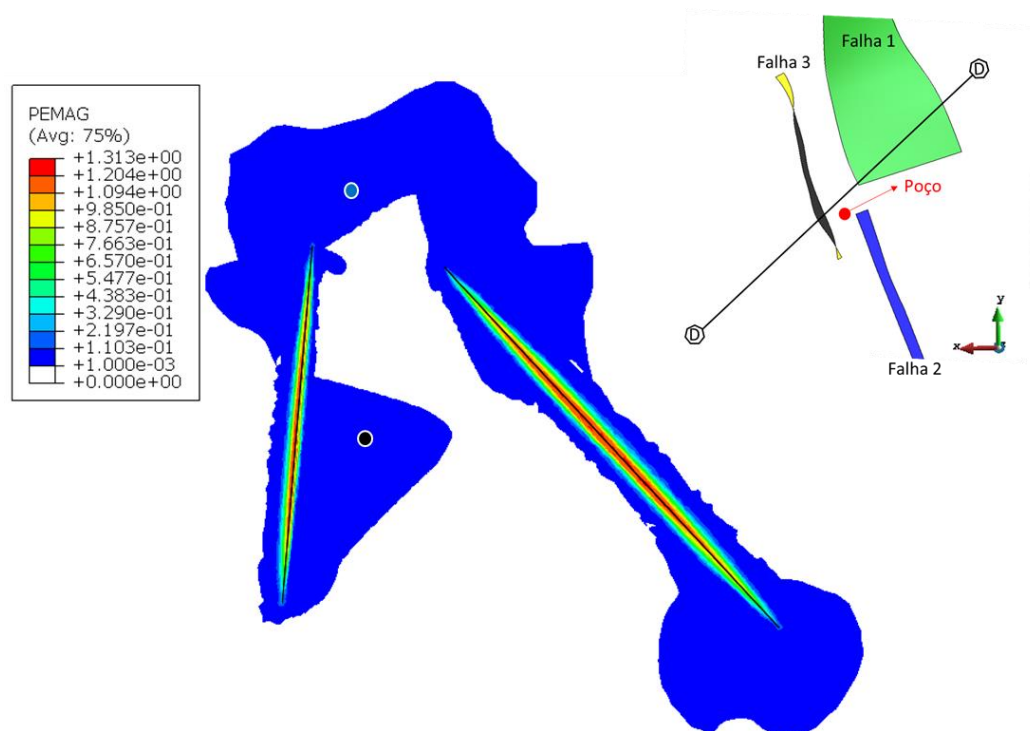 PEMAG
(Avg: 75%)
+1.313e+00
+1.204e+00
+1.094e+00
+9.850e-01
+8.757e-01
+7.663e-01
+6.570e-01
+5.477e-01
+4.383e-01
+3.290e-01
+2.197e-01
+1.103e-01
+1.000e-03
+0.000e+00
Falha 1
Falha 3
D
Poço
D
Falha 2
y
x